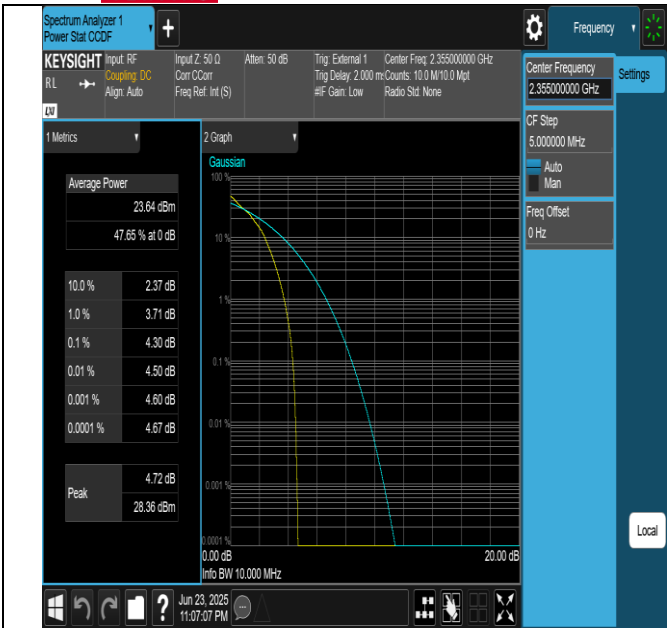 Spectrum Analyzer 1
Power Stat CCDF
Frequency
KEYSIGHT
RL
LXI
Input: RF
Coupling: DC
Align: Auto
Input Z: 50 Ω
Corr CCorr
Freq Ref: Int (S)
Atten: 50 dB
Trig: External 1
Trig Delay: 2.000 m
#IF Gain: Low
Center Freq: 2.355000000 GHz
Counts: 10.0 M/10.0 Mpt
Radio Std: None
Center Frequency
2.355000000 GHz
Settings
CF Step
5.000000 MHz
Auto
Man
Freq Offset
0 Hz
1 Metrics
Average Power
23.64 dBm
47.65 % at 0 dB
10.0 % 2.37 dB
1.0 % 3.71 dB
0.1 % 4.30 dB
0.01 % 4.50 dB
0.001 % 4.60 dB
0.0001 % 4.67 dB
Peak
4.72 dB
28.36 dBm
2 Graph
Gaussian
100 %
10 %
1 %
0.1 %
0.01 %
0.001 %
0.0001 %
0.00 dB 20.00 dB
Info BW 10.000 MHz
Local
Jun 23, 2025
11:07:07 PM